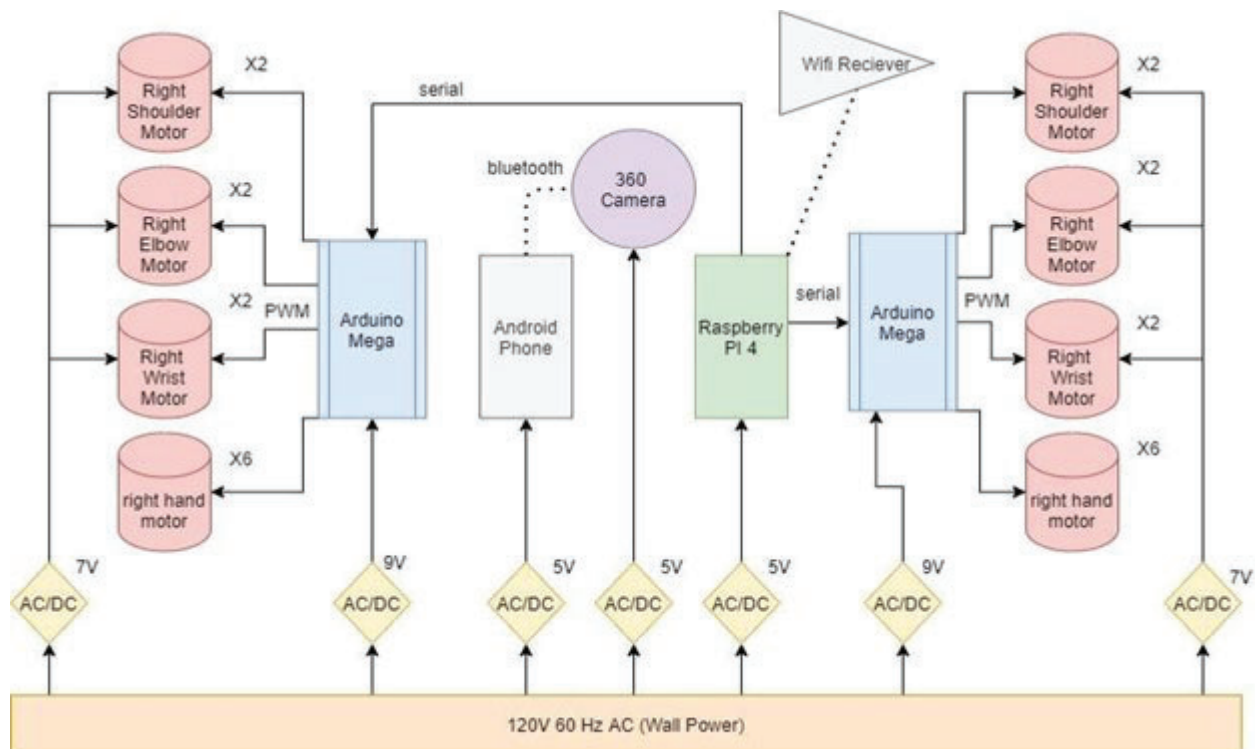 Wifi Reciever
X2
Right
Shoulder
Motor
serial
X2
Right
Shoulder
Motor
bluetooth
360
Camera
X2
Right
Elbow
Motor
X2
Right
Elbow
Motor
X2
PWM
Right
Wrist
Motor
Arduino
Mega
Android
Phone
Raspberry
PI 4
serial
Arduino
Mega
PWM
X2
Right
Wrist
Motor
X6
right hand
motor
X6
right hand
motor
7V
AC/DC
9V
AC/DC
5V
AC/DC
5V
AC/DC
5V
AC/DC
9V
AC/DC
7V
AC/DC
120V 60 Hz AC (Wall Power)